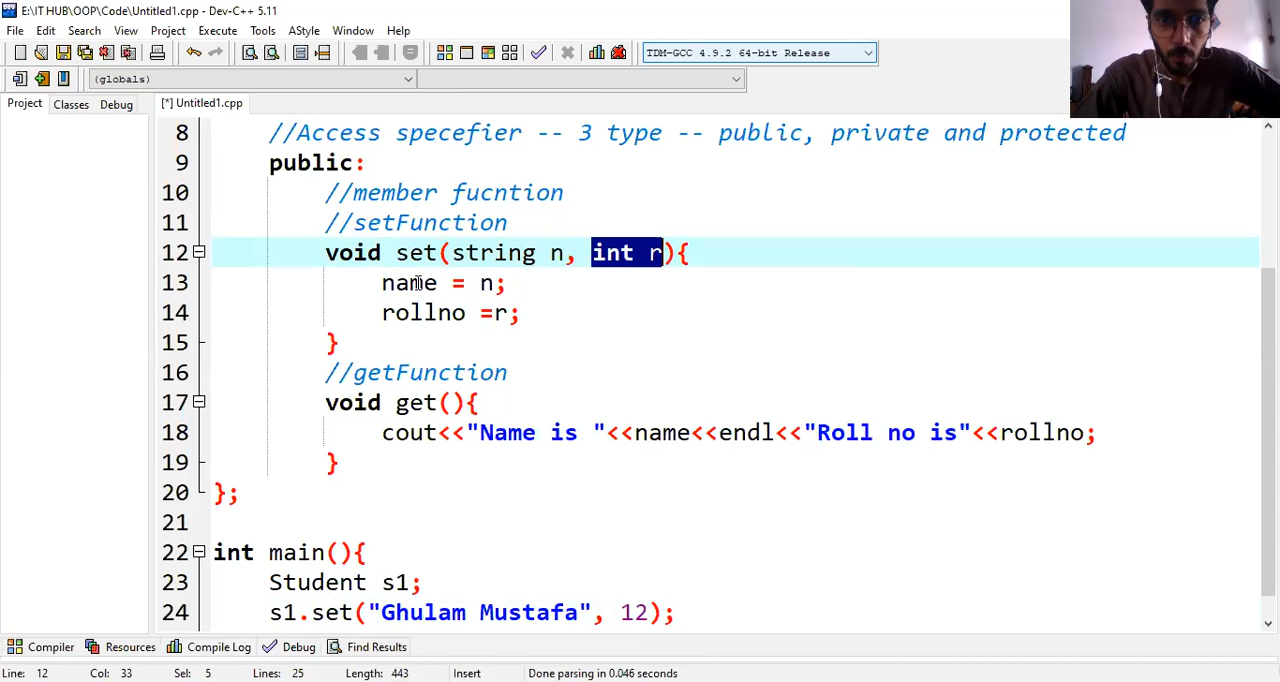 E:\IT HUB\OOP\Code\Untitled1.cpp - Dev-C++ 5.11
File Edit Search View Project Execute Tools AStyle Window Help
TDM-GCC 4.9.2 64-bit Release
(globals)
Project Classes Debug [*] Untitled1.cpp
8 //Access specefier -- 3 type -- public, private and protected
9 public:
10 //member fucntion
11 //setFunction
12 void set(string n, int r){
13 name = n;
14 rollno =r;
15 }
16 //getFunction
17 void get(){
18 cout<<"Name is "<<name<<endl<<"Roll no is"<<rollno;
19 }
20 };
21
22 int main(){
23 Student s1;
24 s1.set("Ghulam Mustafa", 12);
Compiler Resources Compile Log Debug Find Results
Line: 12 Col: 33 Sel: 5 Lines: 25 Length: 443 Insert Done parsing in 0.046 seconds